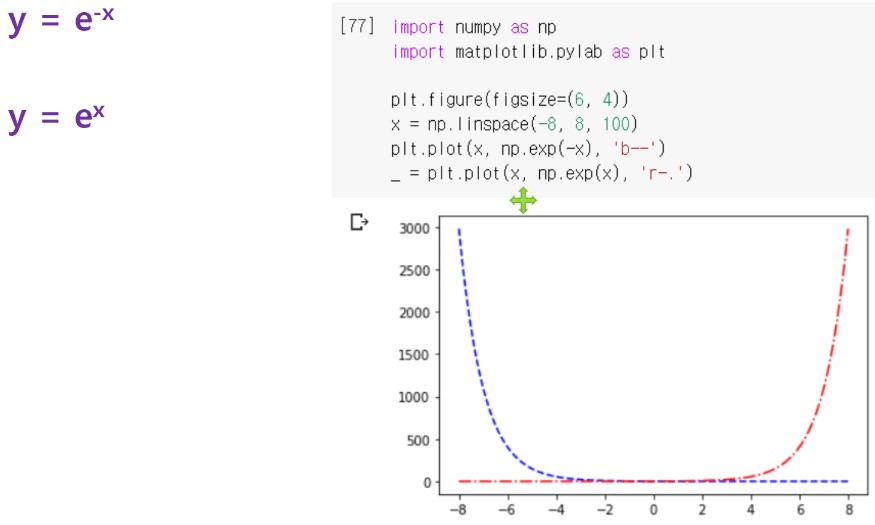 y = e^-x
y = e^x
[77] import numpy as np
import matplotlib.pylab as plt
plt.figure(figsize=(6, 4))
x = np.linspace(-8, 8, 100)
plt.plot(x, np.exp(-x), 'b--')
_ = plt.plot(x, np.exp(x), 'r-.')
3000
2500
2000
1500
1000
500
0
−8 −6 −4 −2 0 2 4 6 8